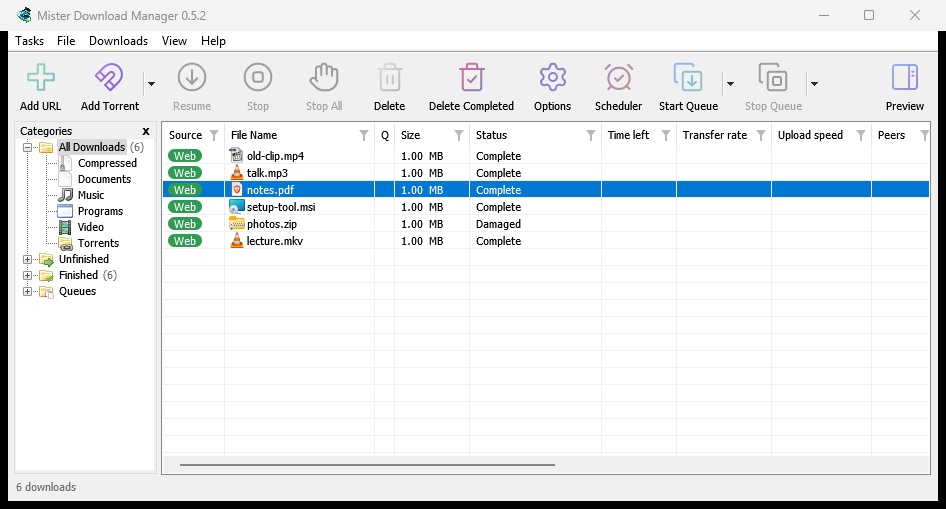 Mister Download Manager 0.5.2
Tasks File Downloads View Help
Add URL Add Torrent Resume Stop Stop All Delete Delete Completed Options Scheduler Start Queue Stop Queue Preview
Categories x
All Downloads (6)
Compressed
Documents
Music
Programs
Video
Torrents
Unfinished
Finished (6)
Queues
Source File Name Q Size Status Time left Transfer rate Upload speed Peers
Web old-clip.mp4 1.00 MB Complete
Web talk.mp3 1.00 MB Complete
Web notes.pdf 1.00 MB Complete
Web setup-tool.msi 1.00 MB Complete
Web photos.zip 1.00 MB Damaged
Web lecture.mkv 1.00 MB Complete
6 downloads